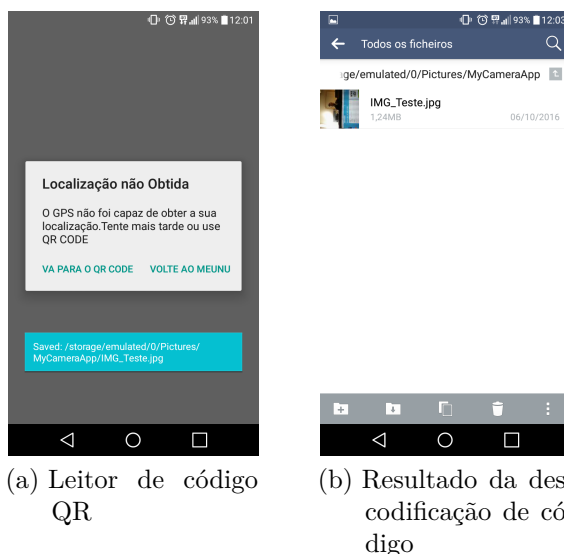 93% 12:01
Localização não Obtida
O GPS não foi capaz de obter a sua
localização.Tente mais tarde ou use
QR CODE
VA PARA O QR CODE VOLTE AO MEUNU
Saved: /storage/emulated/0/Pictures/
MyCameraApp/IMG_Teste.jpg
(a) Leitor de código
QR
93% 12:03
Todos os ficheiros
ge/emulated/0/Pictures/MyCameraApp
IMG_Teste.jpg
1,24MB 06/10/2016
(b) Resultado da des
codificação de có
digo